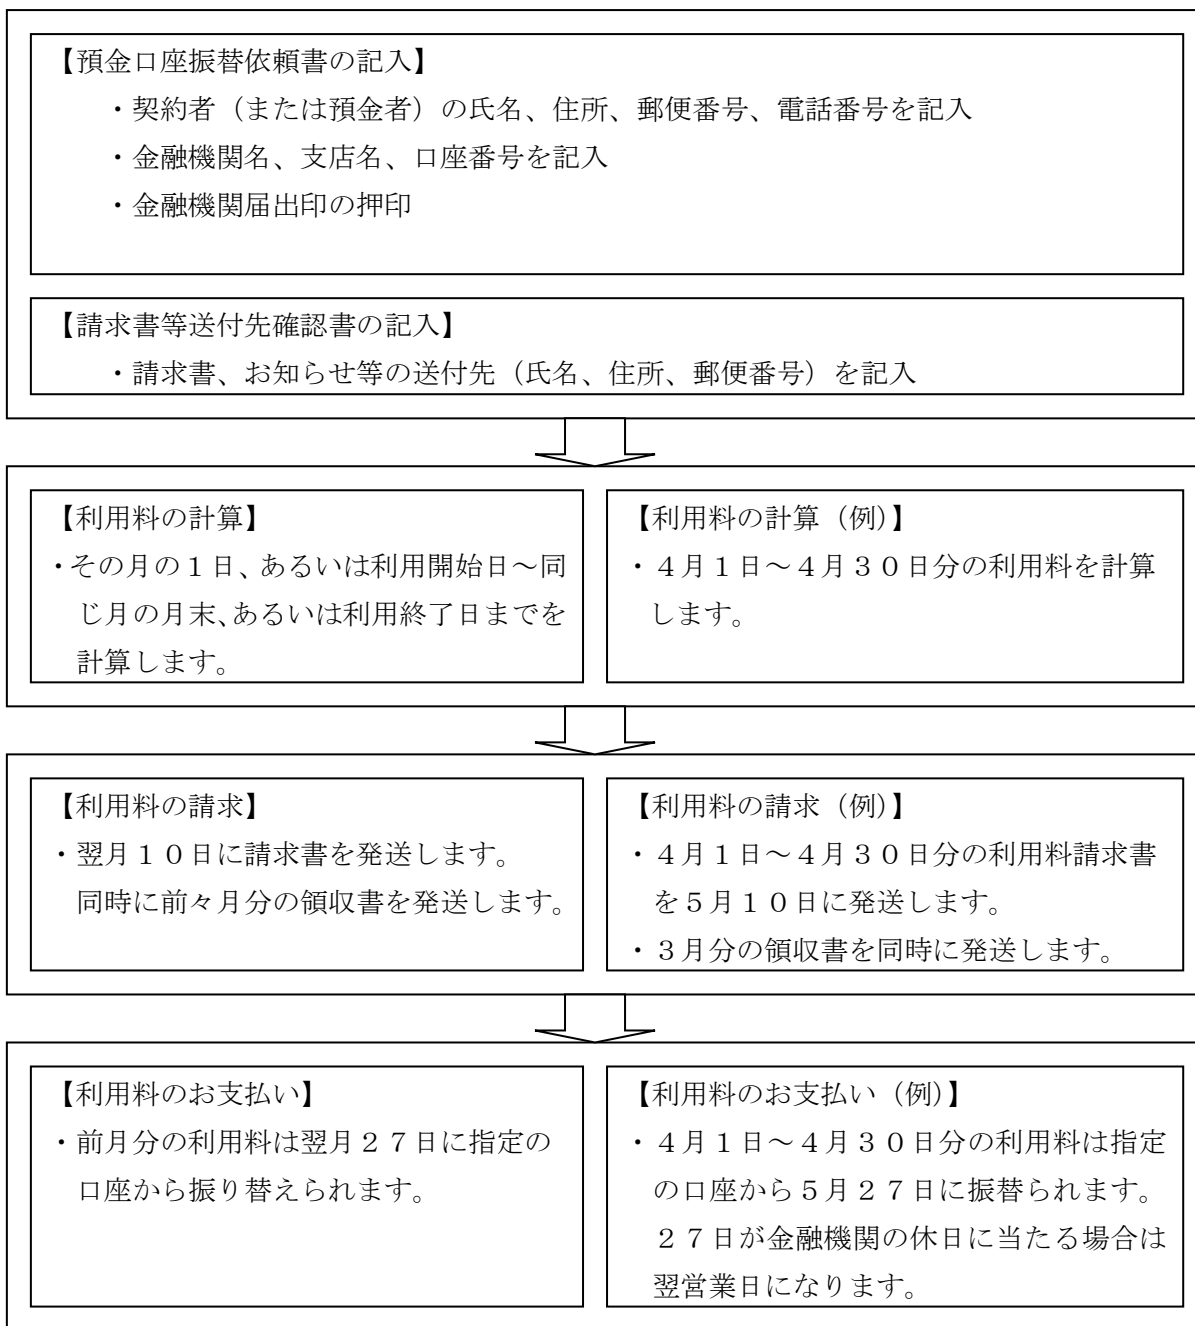 【預金口座振替依頼書の記入】
・契約者（または預金者）の氏名、住所、郵便番号、電話番号を記入
・金融機関名、支店名、口座番号を記入
・金融機関届出印の押印
【請求書等送付先確認書の記入】
・請求書、お知らせ等の送付先（氏名、住所、郵便番号）を記入
【利用料の計算】
・その月の１日、あるいは利用開始日～同
じ月の月末、あるいは利用終了日までを
計算します。
【利用料の計算（例）】
・４月１日～４月３０日分の利用料を計算
します。
【利用料の請求】
・翌月１０日に請求書を発送します。
同時に前々月分の領収書を発送します。
【利用料の請求（例）】
・４月１日～４月３０日分の利用料請求書
を５月１０日に発送します。
・３月分の領収書を同時に発送します。
【利用料のお支払い】
・前月分の利用料は翌月２７日に指定の
口座から振り替えられます。
【利用料のお支払い（例）】
・４月１日～４月３０日分の利用料は指定
の口座から５月２７日に振替られます。
２７日が金融機関の休日に当たる場合は
翌営業日になります。